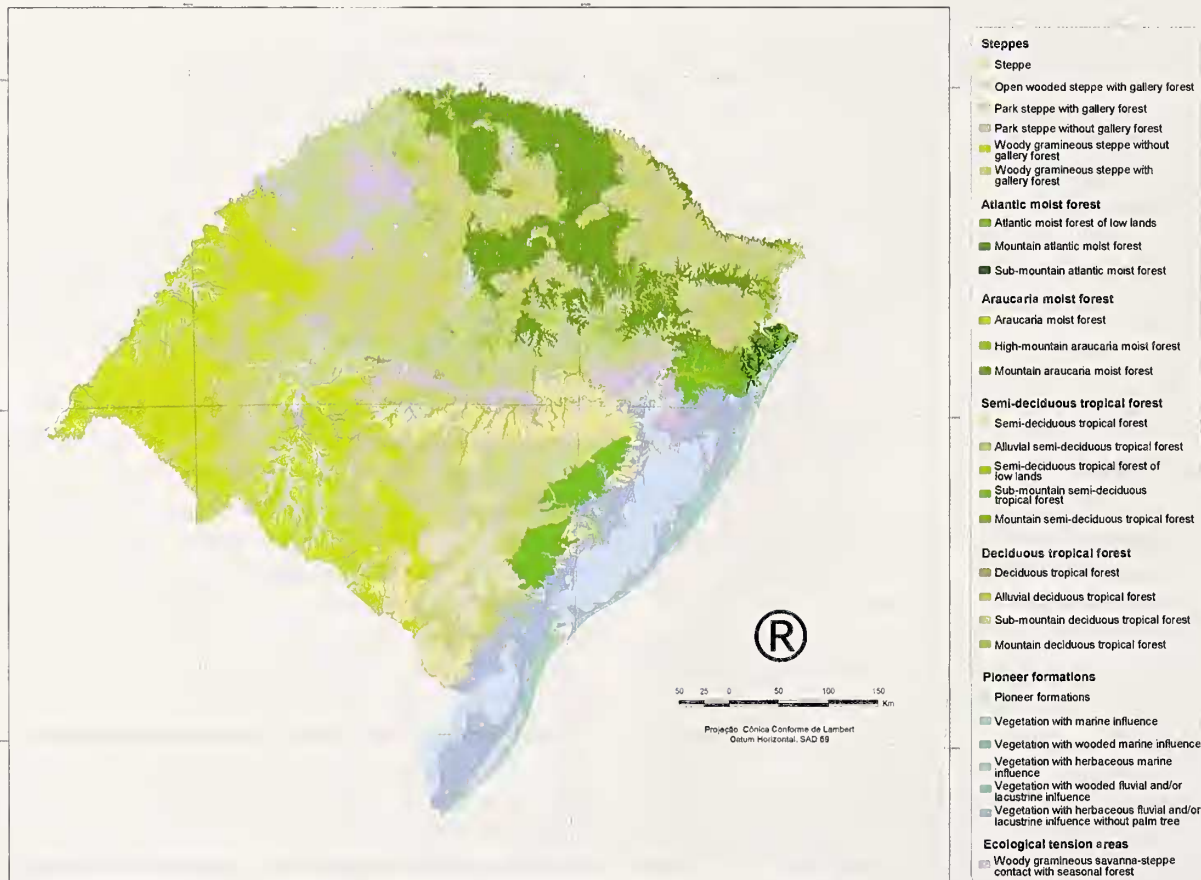 Steppes
Steppe
Open wooded steppe with gallery forest
Park steppe with gallery forest
Park steppe without gallery forest
Woody gramineous steppe without
gallery forest
Woody gramineous steppe with
gallery forest
Atlantic moist forest
Atlantic moist forest of low lands
Mountain atlantic moist forest
Sub-mountain atlantic moist forest
Araucaria moist forest
Araucaria moist forest
High-mountain araucaria moist forest
Mountain araucaria moist forest
Semi-deciduous tropical forest
Semi-deciduous tropical forest
Alluvial semi-deciduous tropical forest
Semi-deciduous tropical forest of
low lands
Sub-mountain semi-deciduous
tropical forest
Mountain semi-deciduous tropical forest
Deciduous tropical forest
Deciduous tropical forest
Alluvial deciduous tropical forest
Sub-mountain deciduous tropical forest
Mountain deciduous tropical forest
Pioneer formations
Pioneer formations
Vegetation with marine influence
Vegetation with wooded marine influence
Vegetation with herbaceous marine
influence
Vegetation with wooded fluvial and/or
lacustrine influence
Vegetation with herbaceous fluvial and/or
lacustrine influence without palm tree
Ecological tension areas
Woody gramineous savanna-steppe
contact with seasonal forest
®
50 25 0 50 100 150
Km
Projeção Cônica Conforme de Lambert
Datum Horizontal. SAD 69